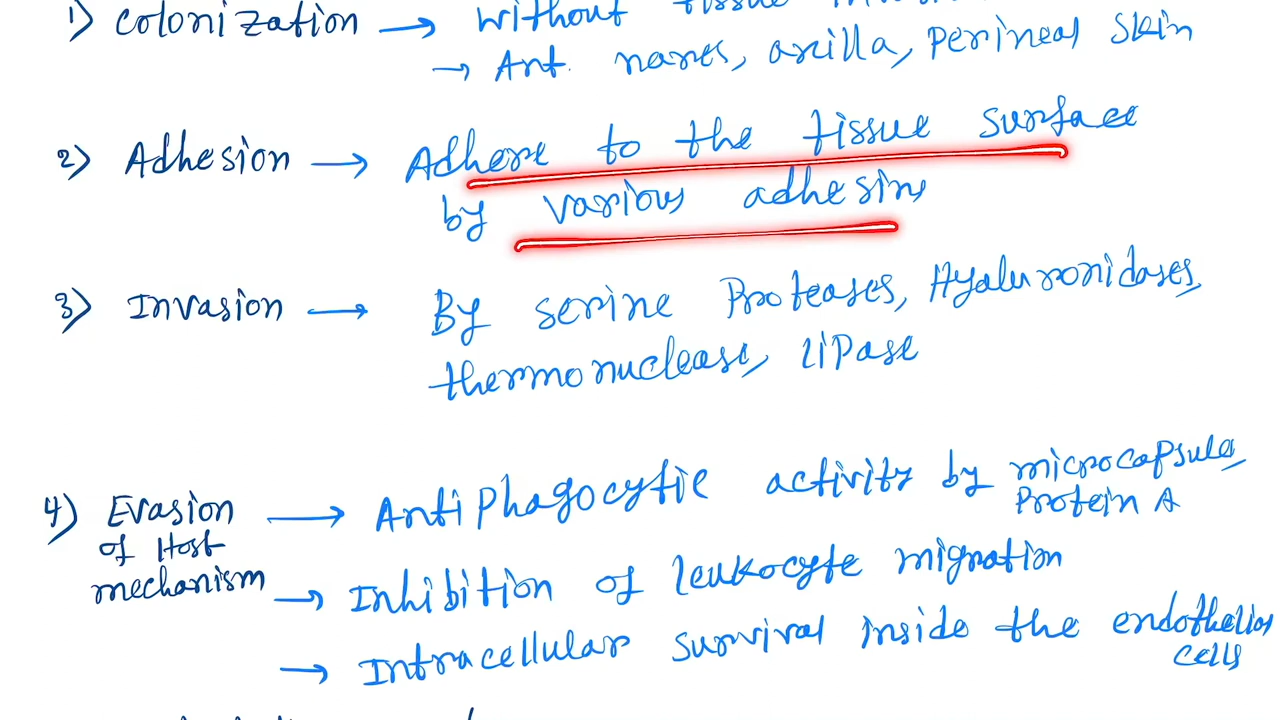 1) Colonization → Without tissue
→ Ant. nares, axilla, Perineal skin
2) Adhesion → Adhere to the tissue surface
by various adhesins
3) Invasion → By serine Proteases, Hyaluronidases,
thermonuclease, Lipase
4) Evasion of Host mechanism → Antiphagocytic activity by microcapsule, Protein A
→ Inhibition of leukocyte migration
→ Intracellular survival inside the endothelial cells